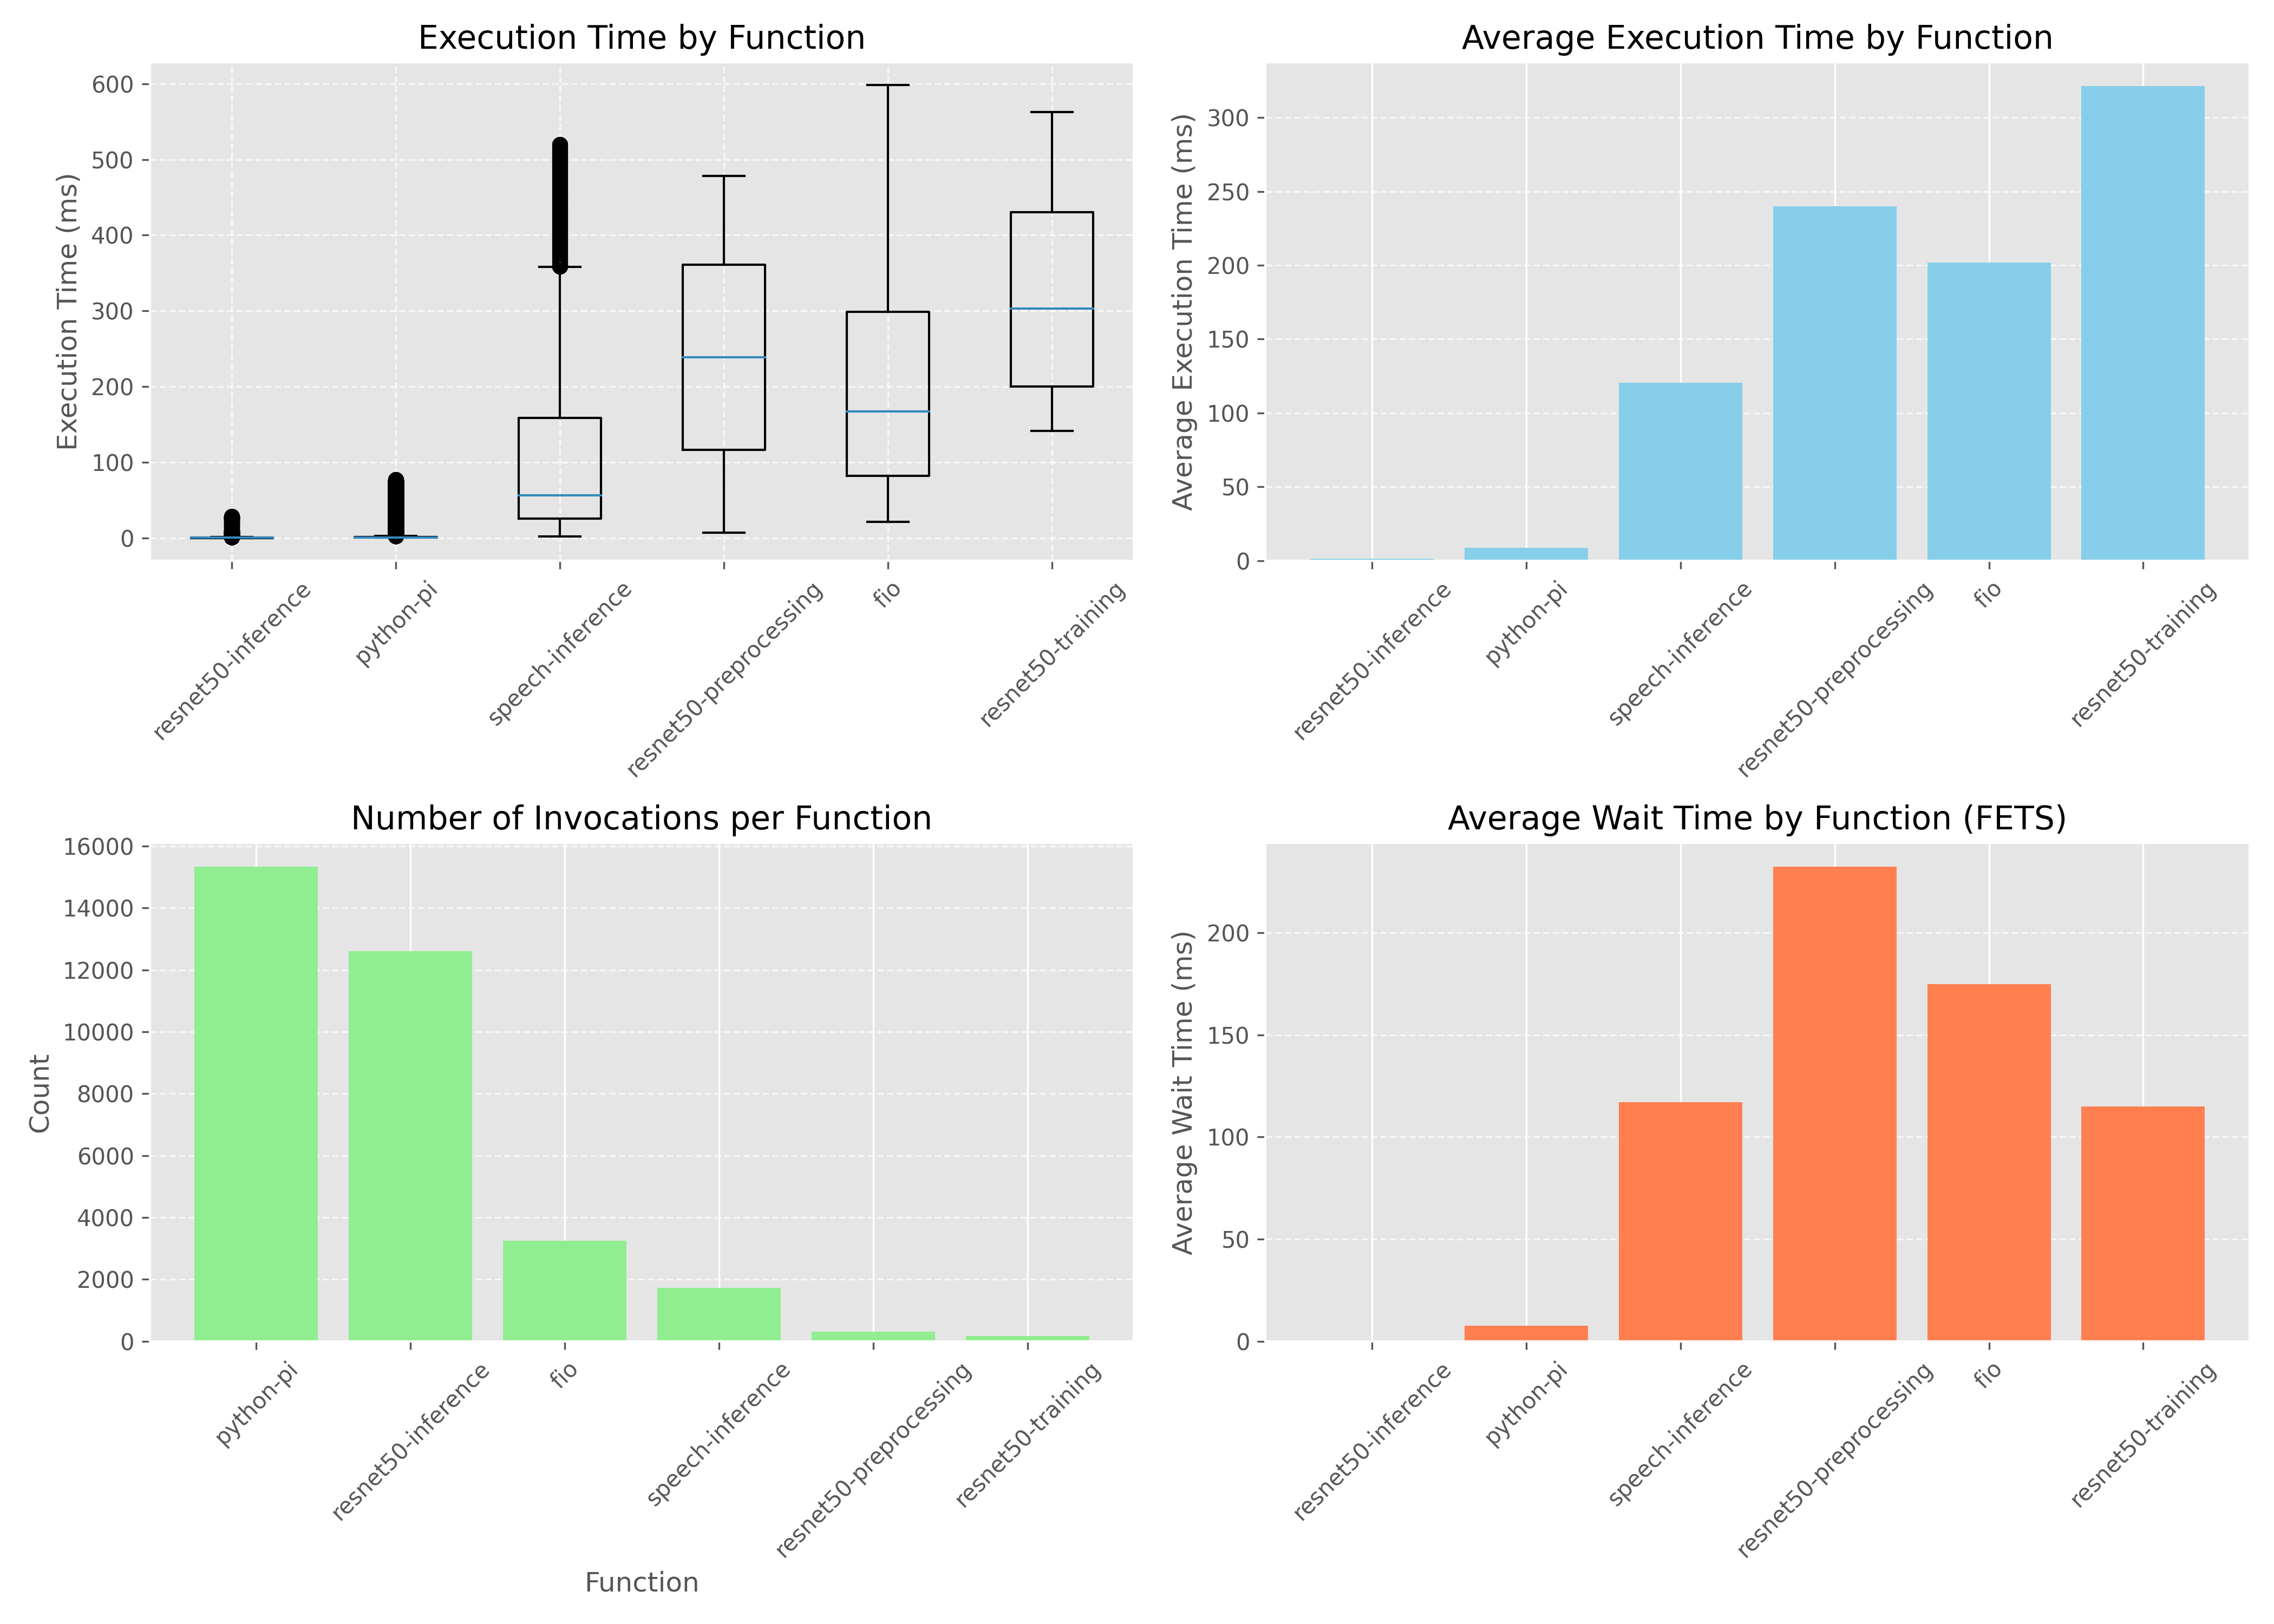 Execution Time by Function
Execution Time (ms)
600
500
400
300
200
100
0
resnet50-inference
python-pi
speech-inference
resnet50-preprocessing
fio
resnet50-training
Average Execution Time by Function
Average Execution Time (ms)
300
250
200
150
100
50
0
resnet50-inference
python-pi
speech-inference
resnet50-preprocessing
fio
resnet50-training
Number of Invocations per Function
Count
16000
14000
12000
10000
8000
6000
4000
2000
0
python-pi
resnet50-inference
fio
speech-inference
resnet50-preprocessing
resnet50-training
Function
Average Wait Time by Function (FETS)
Average Wait Time (ms)
200
150
100
50
0
resnet50-inference
python-pi
speech-inference
resnet50-preprocessing
fio
resnet50-training